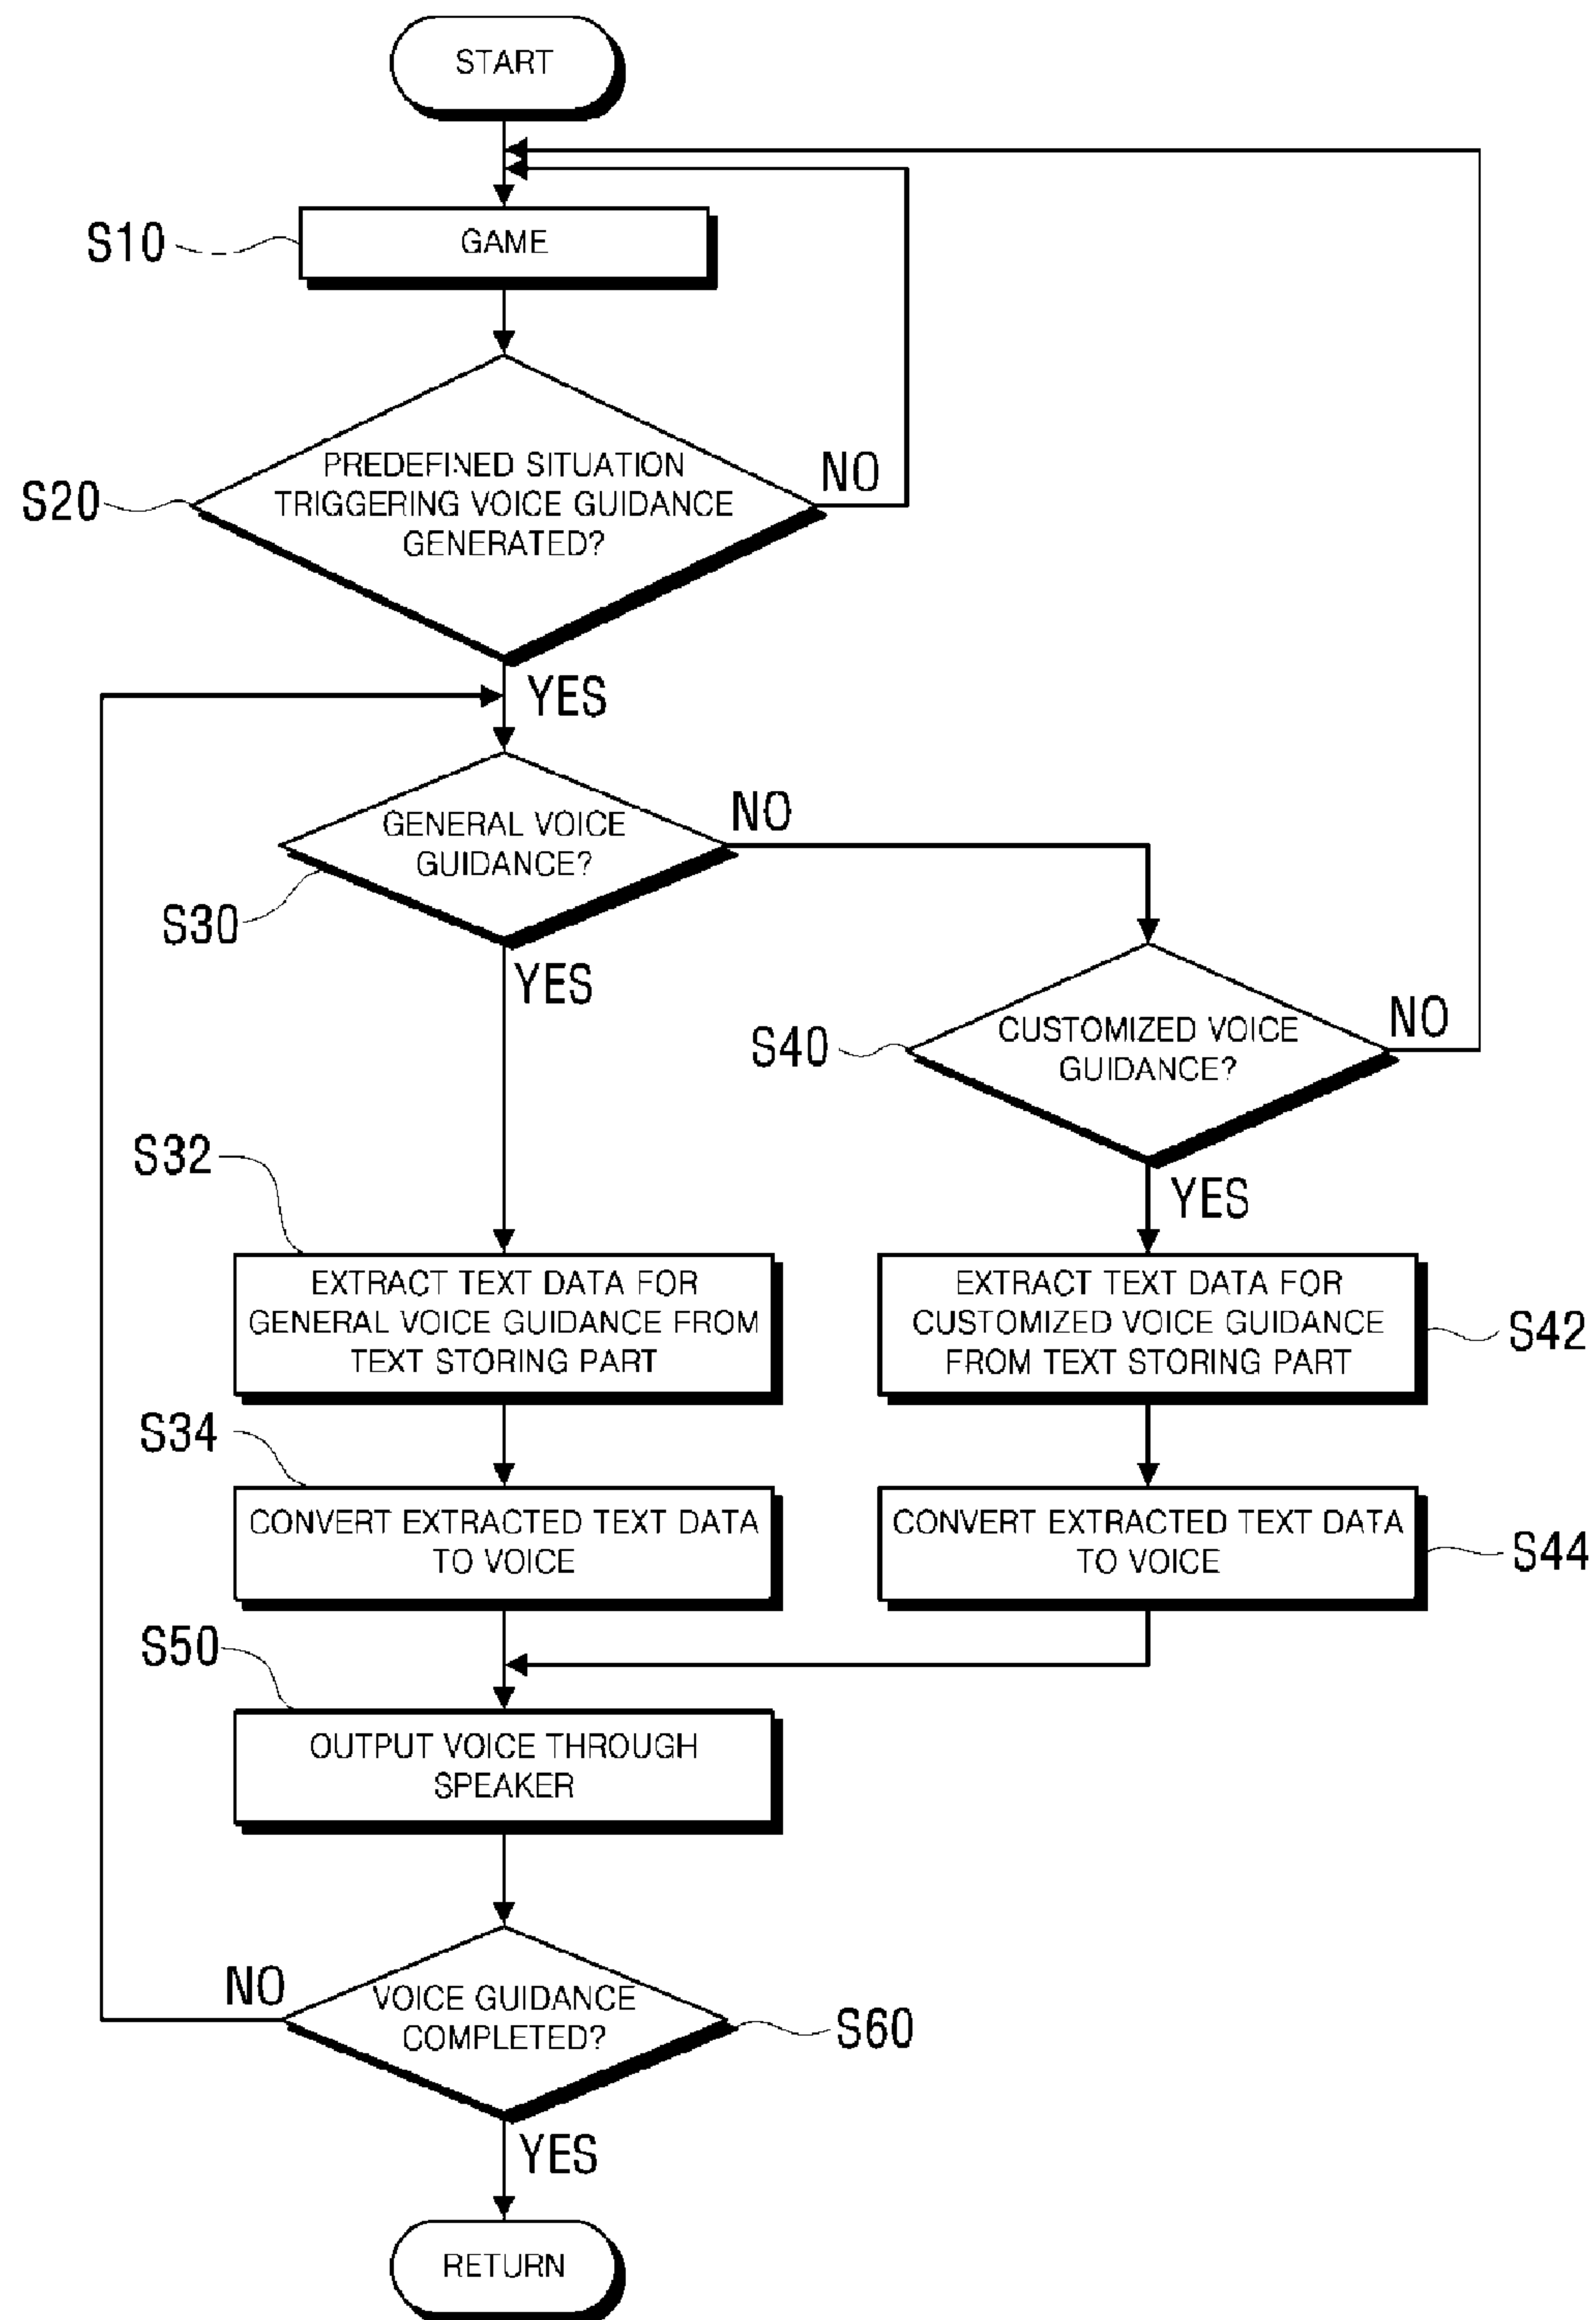 START
S10
GAME
S20
PREDEFINED SITUATION
TRIGGERING VOICE GUIDANCE
GENERATED?
NO
YES
GENERAL VOICE
GUIDANCE?
NO
S30
YES
S40
CUSTOMIZED VOICE
GUIDANCE?
NO
YES
S32
EXTRACT TEXT DATA FOR
GENERAL VOICE GUIDANCE FROM
TEXT STORING PART
EXTRACT TEXT DATA FOR
CUSTOMIZED VOICE GUIDANCE
FROM TEXT STORING PART
S42
S34
CONVERT EXTRACTED TEXT DATA
TO VOICE
CONVERT EXTRACTED TEXT DATA
TO VOICE
S44
S50
OUTPUT VOICE THROUGH
SPEAKER
NO
VOICE GUIDANCE
COMPLETED?
S60
YES
RETURN